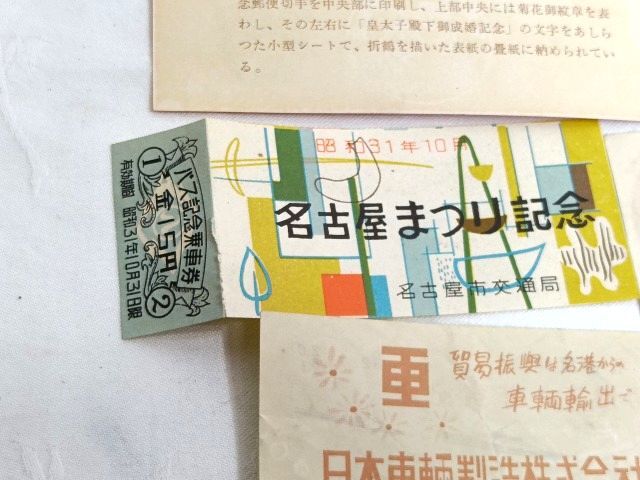 念郵便切手を中央部に印刷し、上部中央には菊花御紋章を表
わし、その左右に「皇太子殿下御成婚記念」の文字をあしら
つた小型シートで、折鶴を描いた表紙の畳紙に納められてい
る。
昭和31年10月
名古屋まつり記念
名古屋市交通局
バス記念乗車券
①金15円②
有効期間 昭和31年10月31日限
重
貿易振興は名港からの
車輌輸出で
日本車輌製造株式会社